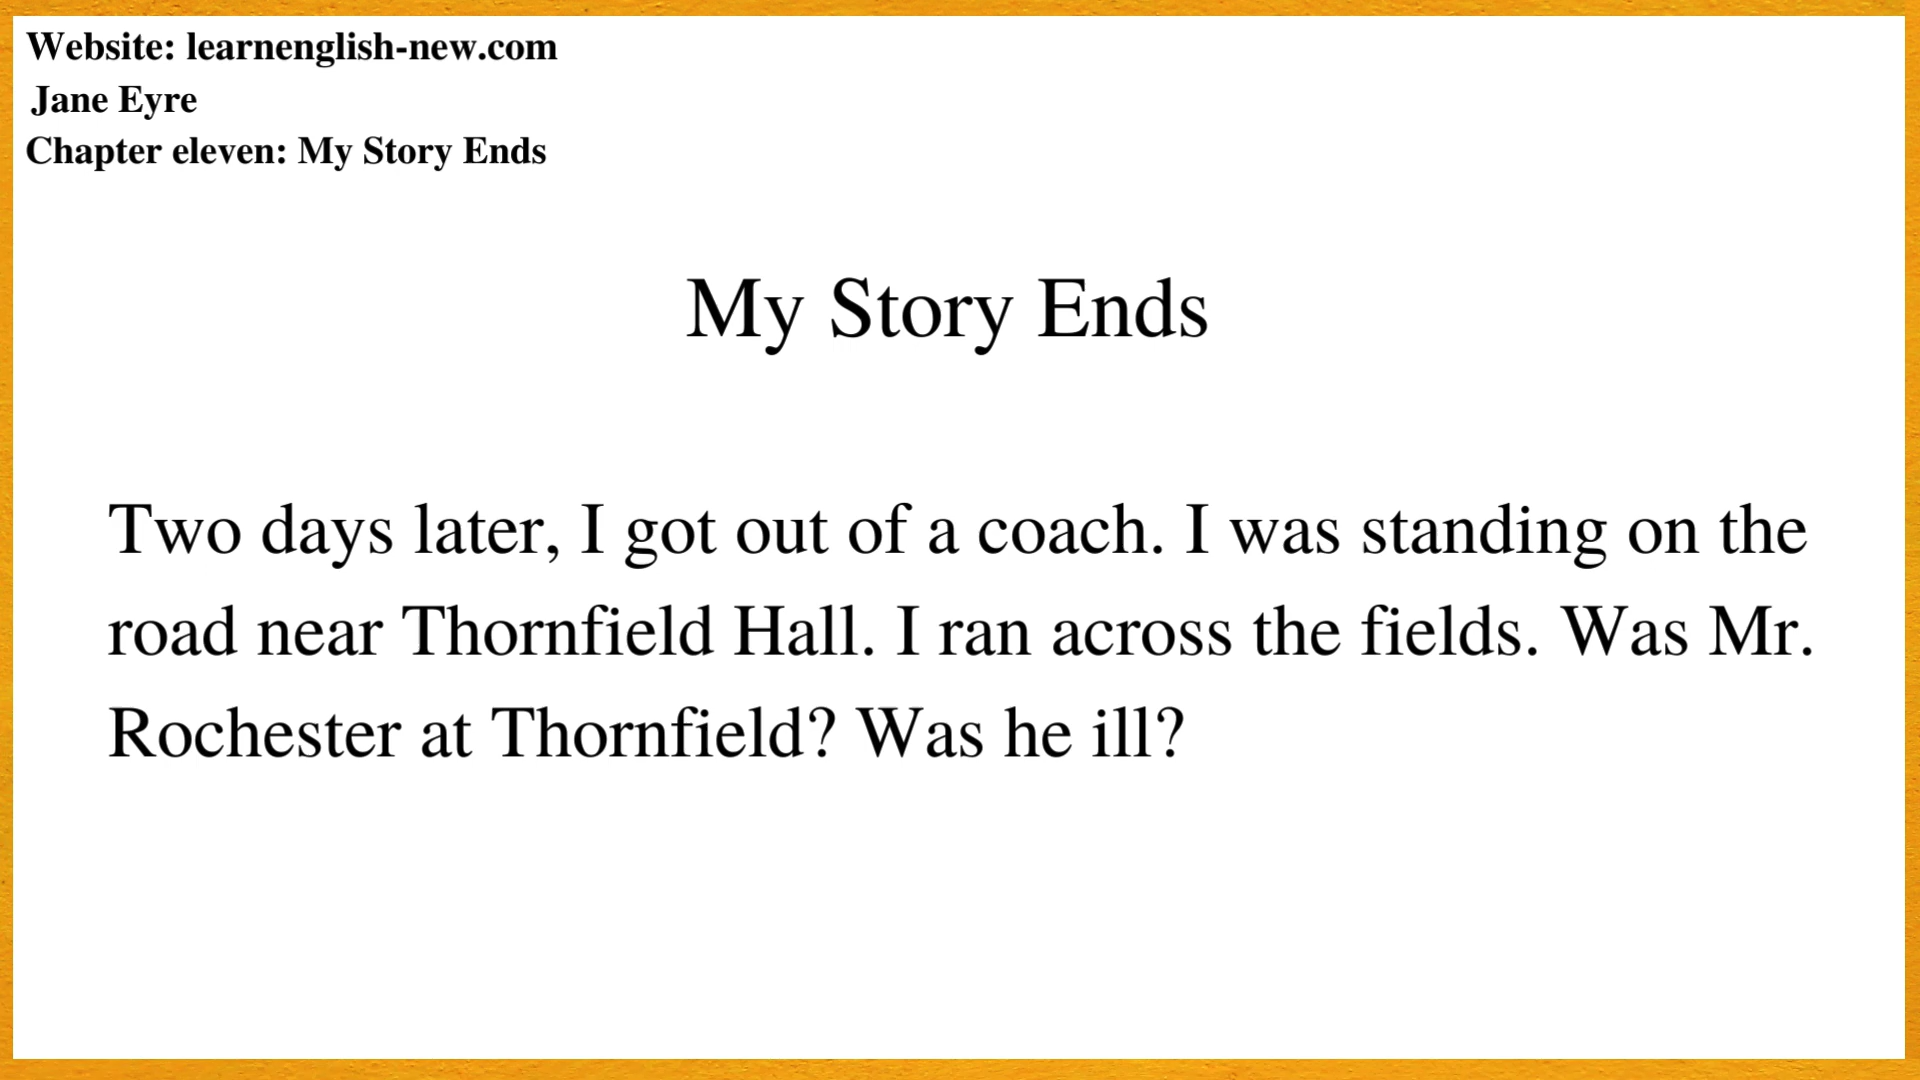 Website: learnenglish-new.com
Jane Eyre
Chapter eleven: My Story Ends
My Story Ends
Two days later, I got out of a coach. I was standing on the
road near Thornfield Hall. I ran across the fields. Was Mr.
Rochester at Thornfield? Was he ill?